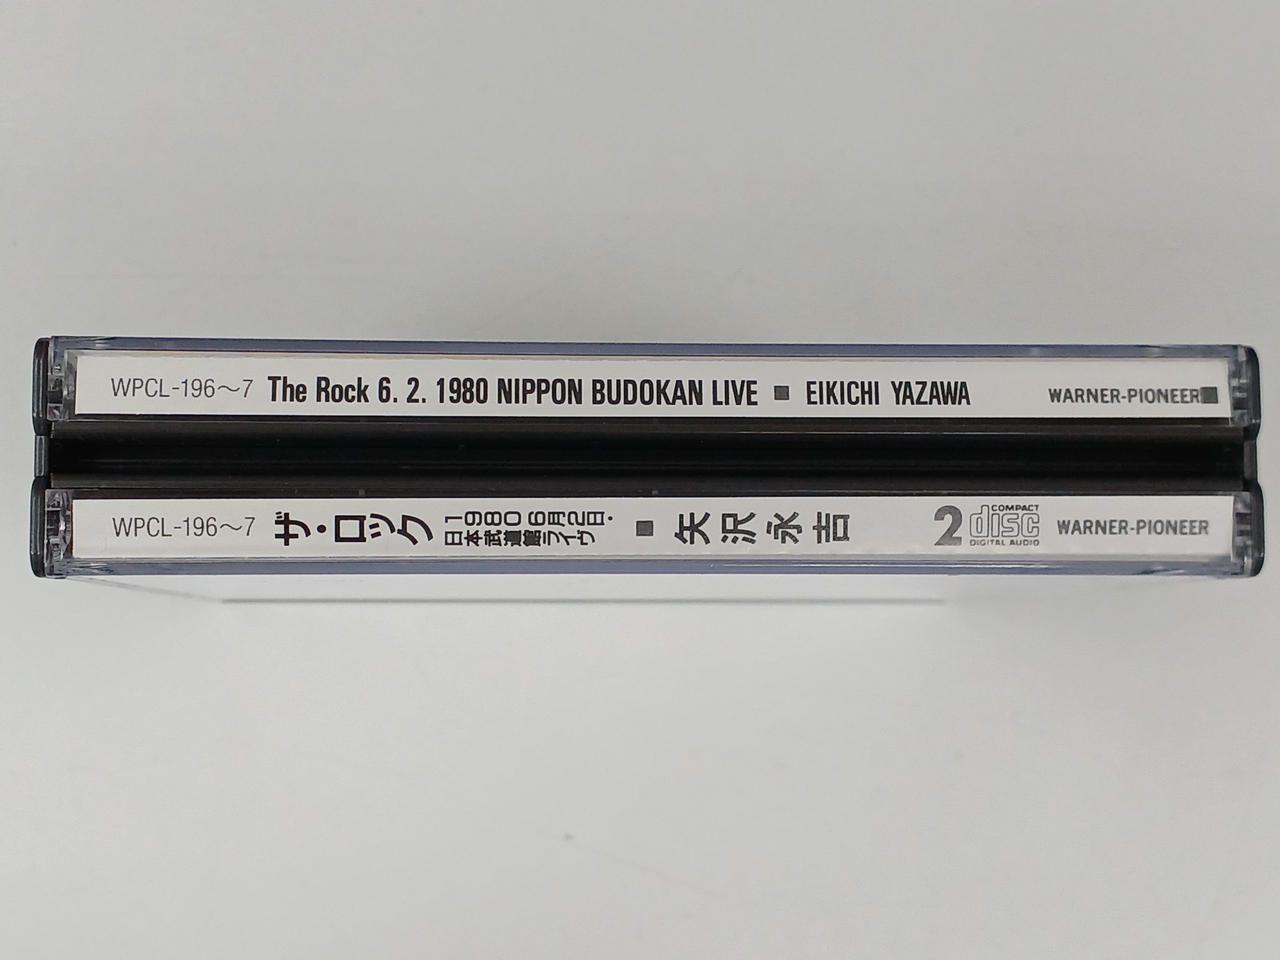 WPCL-196〜7 The Rock 6. 2. 1980 NIPPON BUDOKAN LIVE ■ EIKICHI YAZAWA WARNER-PIONEER■
WPCL-196〜7 ザ・ロック 1980 6月2日・日本武道館ライヴ ■ 矢沢永吉 2 COMPACT disc DIGITAL AUDIO WARNER-PIONEER